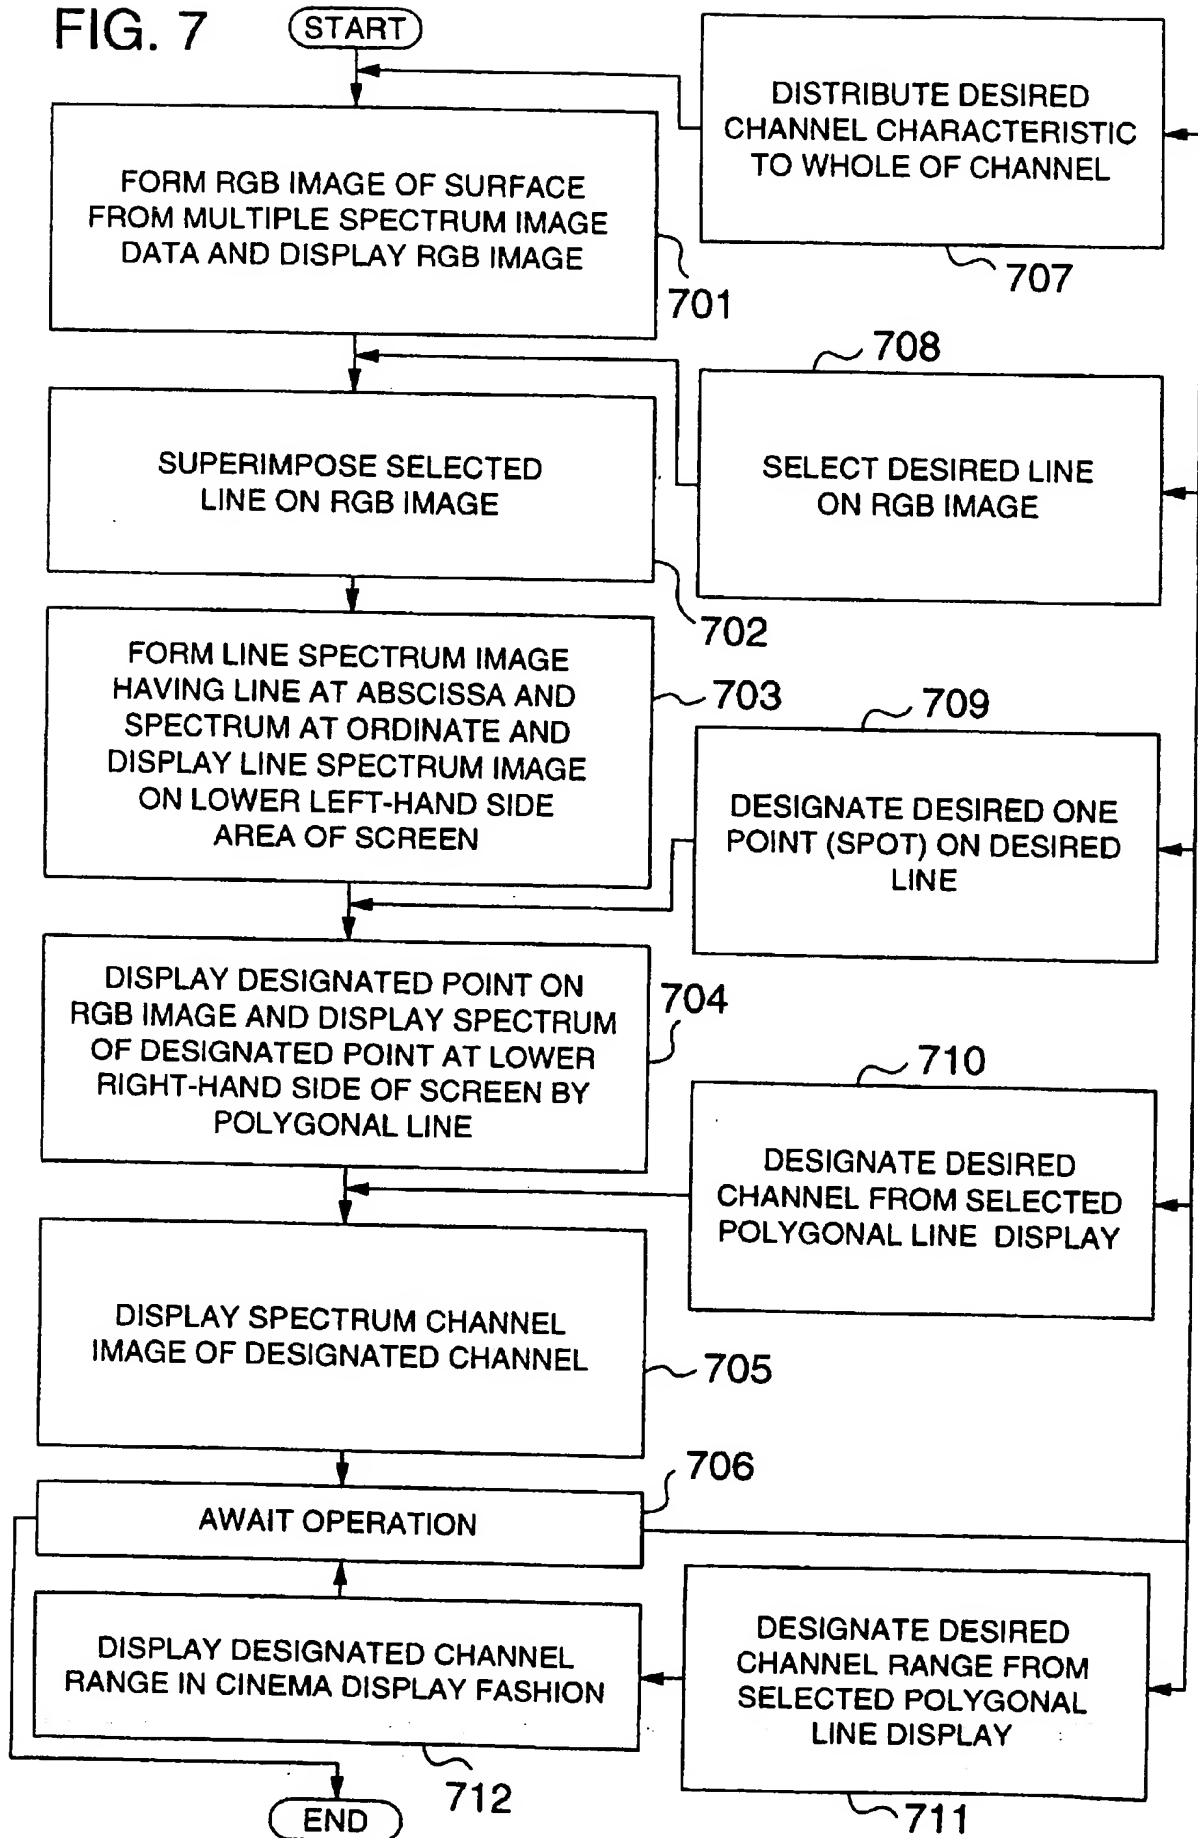 FIG. 7
START
DISTRIBUTE DESIRED
CHANNEL CHARACTERISTIC
TO WHOLE OF CHANNEL
707
FORM RGB IMAGE OF SURFACE
FROM MULTIPLE SPECTRUM IMAGE
DATA AND DISPLAY RGB IMAGE
701
708
SELECT DESIRED LINE
ON RGB IMAGE
SUPERIMPOSE SELECTED
LINE ON RGB IMAGE
702
FORM LINE SPECTRUM IMAGE
HAVING LINE AT ABSCISSA AND
SPECTRUM AT ORDINATE AND
DISPLAY LINE SPECTRUM IMAGE
ON LOWER LEFT-HAND SIDE
AREA OF SCREEN
703
709
DESIGNATE DESIRED ONE
POINT (SPOT) ON DESIRED
LINE
DISPLAY DESIGNATED POINT ON
RGB IMAGE AND DISPLAY SPECTRUM
OF DESIGNATED POINT AT LOWER
RIGHT-HAND SIDE OF SCREEN BY
POLYGONAL LINE
704
710
DESIGNATE DESIRED
CHANNEL FROM SELECTED
POLYGONAL LINE DISPLAY
DISPLAY SPECTRUM CHANNEL
IMAGE OF DESIGNATED CHANNEL
705
706
AWAIT OPERATION
DISPLAY DESIGNATED CHANNEL
RANGE IN CINEMA DISPLAY FASHION
712
DESIGNATE DESIRED
CHANNEL RANGE FROM
SELECTED POLYGONAL
LINE DISPLAY
711
END